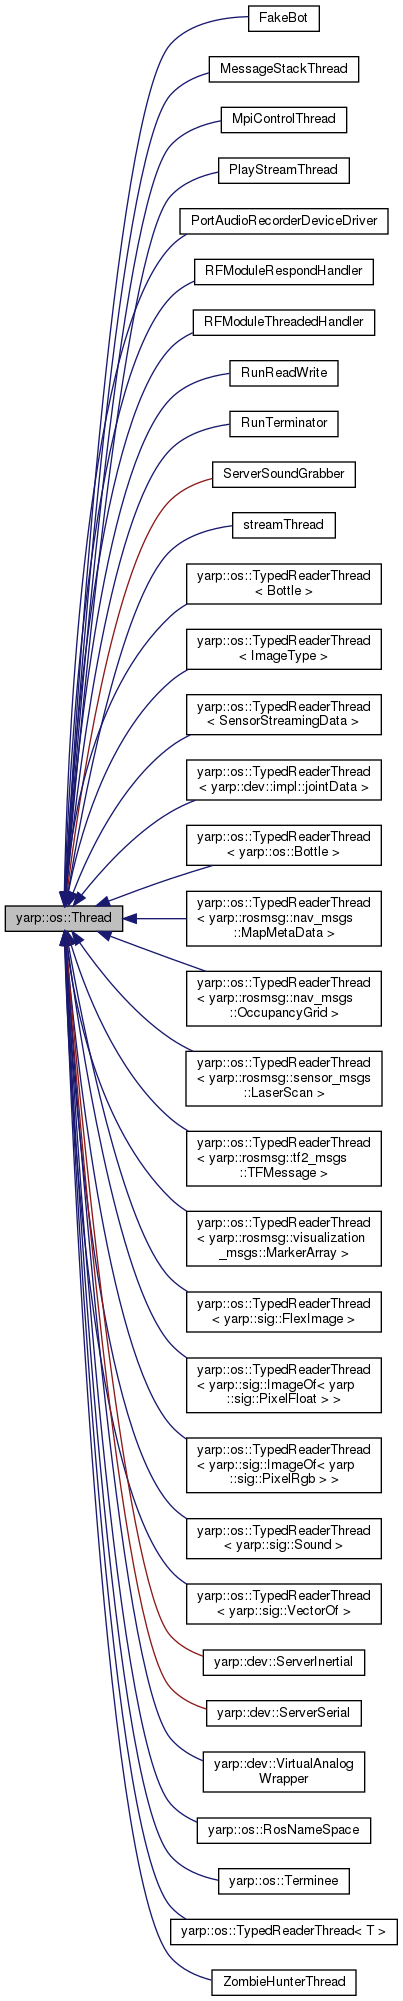 FakeBot
MessageStackThread
MpiControlThread
PlayStreamThread
PortAudioRecorderDeviceDriver
RFModuleRespondHandler
RFModuleThreadedHandler
RunReadWrite
RunTerminator
ServerSoundGrabber
streamThread
yarp::os::TypedReaderThread
< Bottle >
yarp::os::TypedReaderThread
< ImageType >
yarp::os::TypedReaderThread
< SensorStreamingData >
yarp::os::TypedReaderThread
< yarp::dev::impl::jointData >
yarp::os::TypedReaderThread
< yarp::os::Bottle >
yarp::os::Thread
yarp::os::TypedReaderThread
< yarp::rosmsg::nav_msgs
::MapMetaData >
yarp::os::TypedReaderThread
< yarp::rosmsg::nav_msgs
::OccupancyGrid >
yarp::os::TypedReaderThread
< yarp::rosmsg::sensor_msgs
::LaserScan >
yarp::os::TypedReaderThread
< yarp::rosmsg::tf2_msgs
::TFMessage >
yarp::os::TypedReaderThread
< yarp::rosmsg::visualization
_msgs::MarkerArray >
yarp::os::TypedReaderThread
< yarp::sig::FlexImage >
yarp::os::TypedReaderThread
< yarp::sig::ImageOf< yarp
::sig::PixelFloat > >
yarp::os::TypedReaderThread
< yarp::sig::ImageOf< yarp
::sig::PixelRgb > >
yarp::os::TypedReaderThread
< yarp::sig::Sound >
yarp::os::TypedReaderThread
< yarp::sig::VectorOf >
yarp::dev::ServerInertial
yarp::dev::ServerSerial
yarp::dev::VirtualAnalog
Wrapper
yarp::os::RosNameSpace
yarp::os::Terminee
yarp::os::TypedReaderThread< T >
ZombieHunterThread